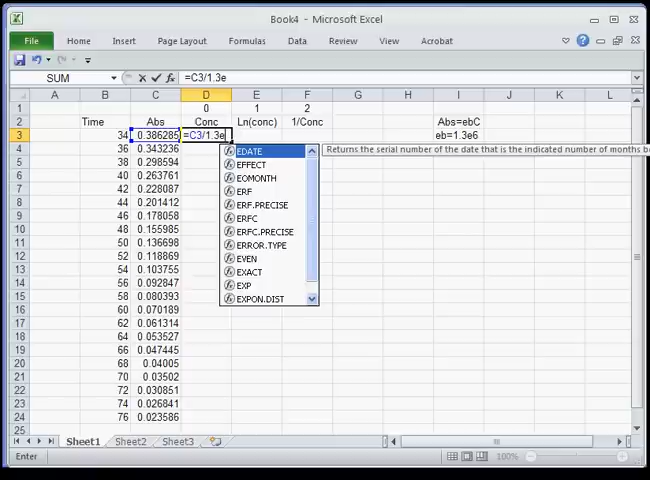 Book4 - Microsoft Excel
File Home Insert Page Layout Formulas Data Review View Acrobat
SUM =C3/1.3e
A B C D E F G H I J K L
1 0 1 2
2 Time Abs Conc Ln(conc) 1/Conc Abs=ebC
3 34 0.386285 =C3/1.3e eb=1.3e6
4 36 0.343236 EDATE Returns the serial number of the date that is the indicated number of months be
5 38 0.298594 EFFECT
6 40 0.263761 EOMONTH
7 42 0.228087 ERF
8 44 0.201412 ERF.PRECISE
9 46 0.178058 ERFC
10 48 0.155985 ERFC.PRECISE
11 50 0.136698 ERROR.TYPE
12 52 0.118869 EVEN
13 54 0.103755 EXACT
14 56 0.092847 EXP
15 58 0.080393 EXPON.DIST
16 60 0.070189
17 62 0.061314
18 64 0.053527
19 66 0.047445
20 68 0.04005
21 70 0.03502
22 72 0.030851
23 74 0.026841
24 76 0.023586
25
Sheet1 Sheet2 Sheet3
Enter 100%